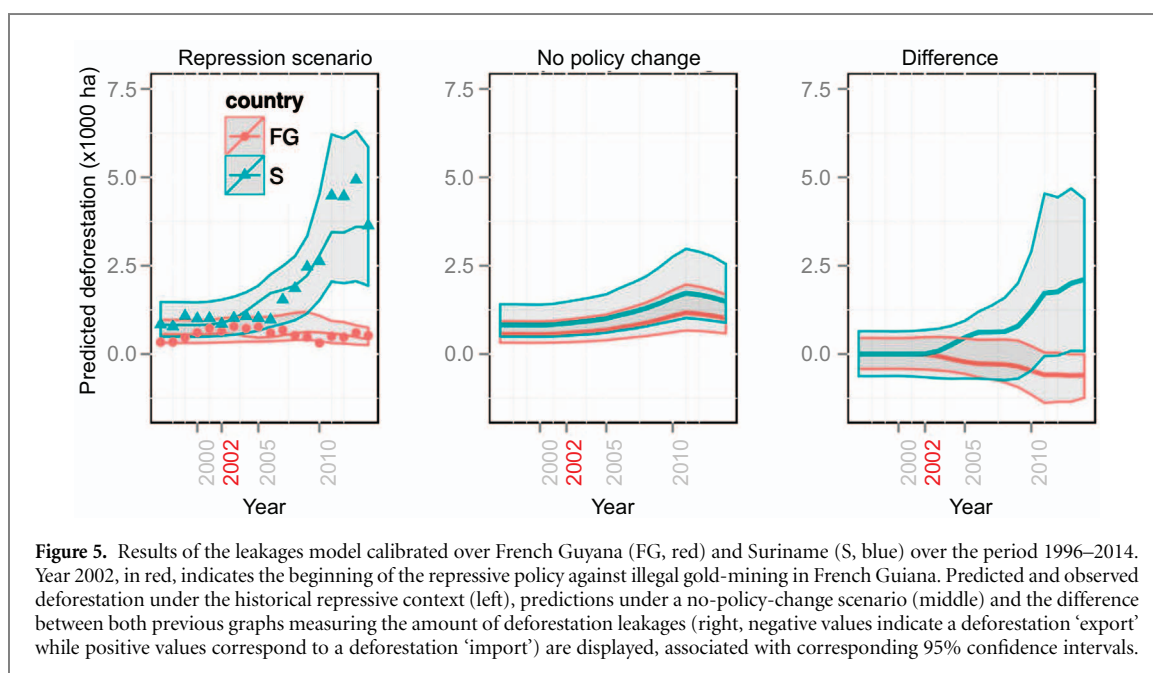 Repression scenario
No policy change
Difference
Predicted deforestation (x1000 ha)
7.5
5.0
2.5
0.0
country
FG
S
2000
2002
2005
2010
Year
7.5
5.0
2.5
0.0
2000
2002
2005
2010
Year
7.5
5.0
2.5
0.0
2000
2002
2005
2010
Year
Figure 5. Results of the leakages model calibrated over French Guyana (FG, red) and Suriname (S, blue) over the period 1996–2014.
Year 2002, in red, indicates the beginning of the repressive policy against illegal gold-mining in French Guiana. Predicted and observed
deforestation under the historical repressive context (left), predictions under a no-policy-change scenario (middle) and the difference
between both previous graphs measuring the amount of deforestation leakages (right, negative values indicate a deforestation ‘export’
while positive values correspond to a deforestation ‘import’) are displayed, associated with corresponding 95% confidence intervals.